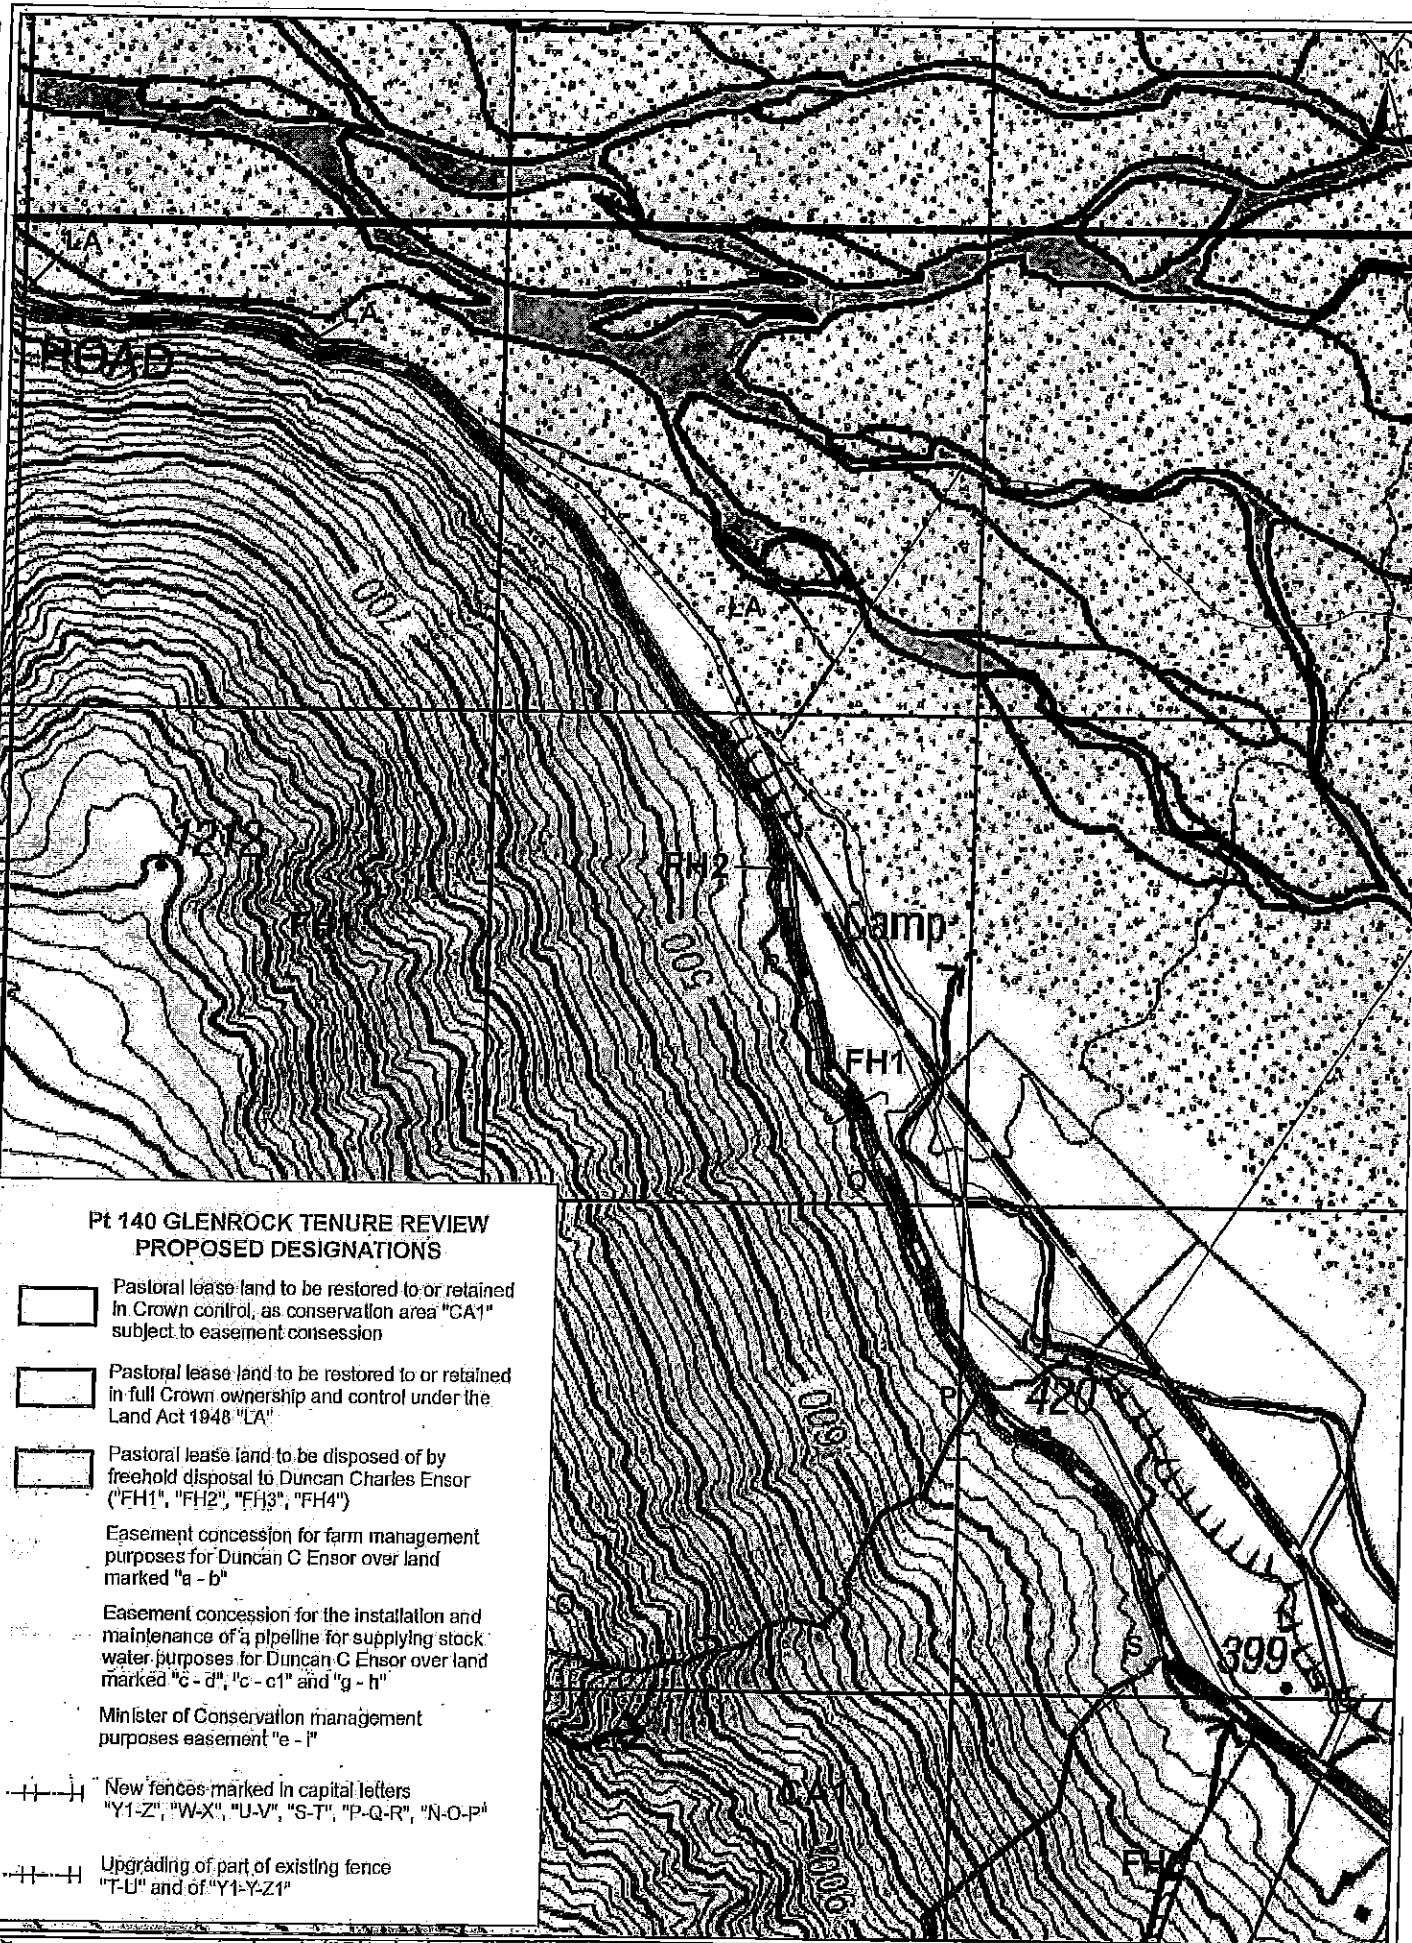 N
LA
LA
ROAD
700
LA
1213
FH2
FH1
Camp
500
R
FH1
Q
P
420
600
O
S
399
CA1
900
Pt 140 GLENROCK TENURE REVIEW
PROPOSED DESIGNATIONS
Pastoral lease land to be restored to or retained
in Crown control, as conservation area "CA1"
subject to easement consession
Pastoral lease land to be restored to or retained
in full Crown ownership and control under the
Land Act 1948 "LA"
Pastoral lease land to be disposed of by
freehold disposal to Duncan Charles Ensor
("FH1", "FH2", "FH3", "FH4")
Easement concession for farm management
purposes for Duncan C Ensor over land
marked "a - b"
Easement concession for the installation and
maintenance of a pipeline for supplying stock
water purposes for Duncan C Ensor over land
marked "c - d", "c - c1" and "g - h"
Minister of Conservation management
purposes easement "e - i"
New fences marked in capital letters
"Y1-Z", "W-X", "U-V", "S-T", "P-Q-R", "N-O-P"
Upgrading of part of existing fence
"T-U" and of "Y1-Y-Z1"